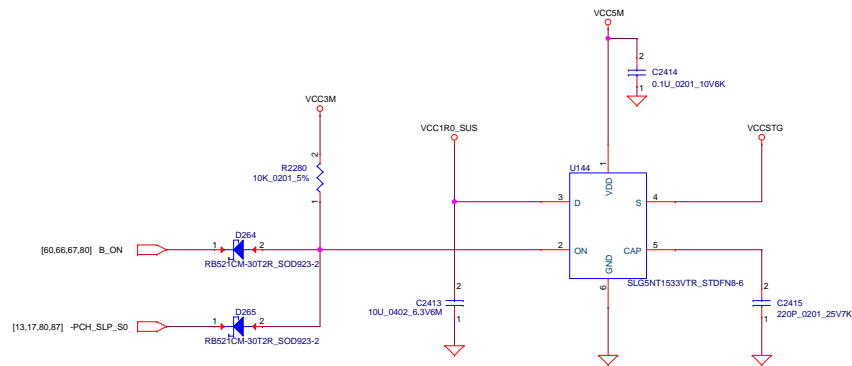 VCC5M
2
C2414
0.1U_0201_10V6K
1
VCC3M
VCC1R0_SUS
VCCSTG
2
R2280
10K_0201_5%
1
U144
1
VDD
3
D
S
4
D264
[60,66,67,80] B_ON
1
2
RB521CM-30T2R_SOD923-2
2
ON
CAP
5
GND
6
SLG5NT1533VTR_STDFN8-6
2
C2413
10U_0402_6.3V6M
1
2
C2415
220P_0201_25V7K
1
D265
[13,17,80,87] -PCH_SLP_S0
1
2
RB521CM-30T2R_SOD923-2